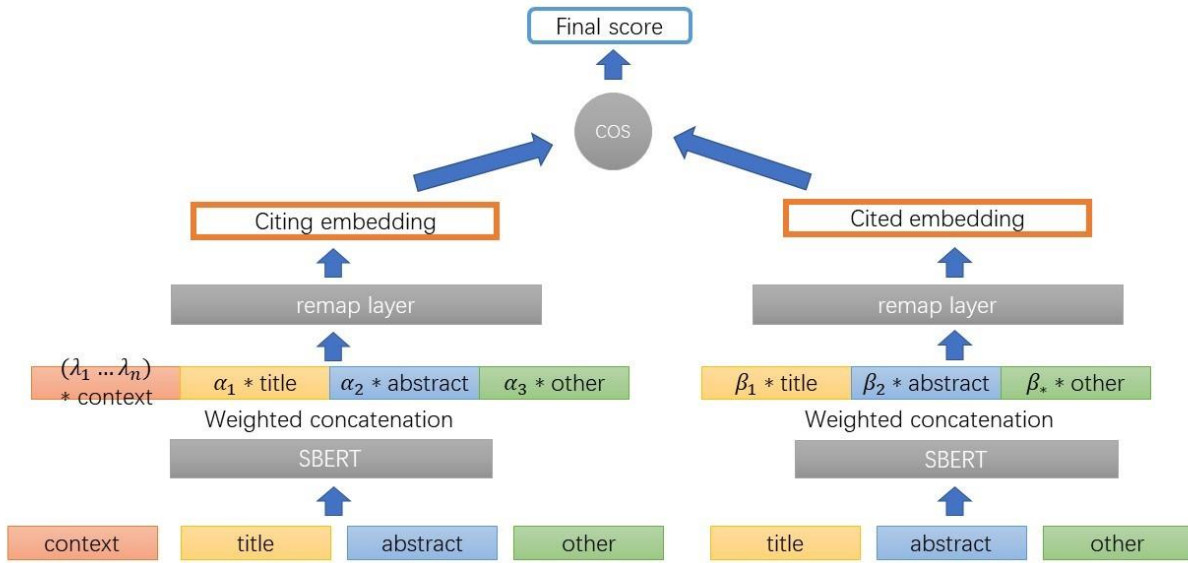 Final score
COS
Citing embedding
Cited embedding
remap layer
remap layer
(λ₁ … λₙ)
∗ context
α₁ ∗ title
α₂ ∗ abstract
α₃ ∗ other
β₁ ∗ title
β₂ ∗ abstract
β∗ ∗ other
Weighted concatenation
Weighted concatenation
SBERT
SBERT
context
title
abstract
other
title
abstract
other